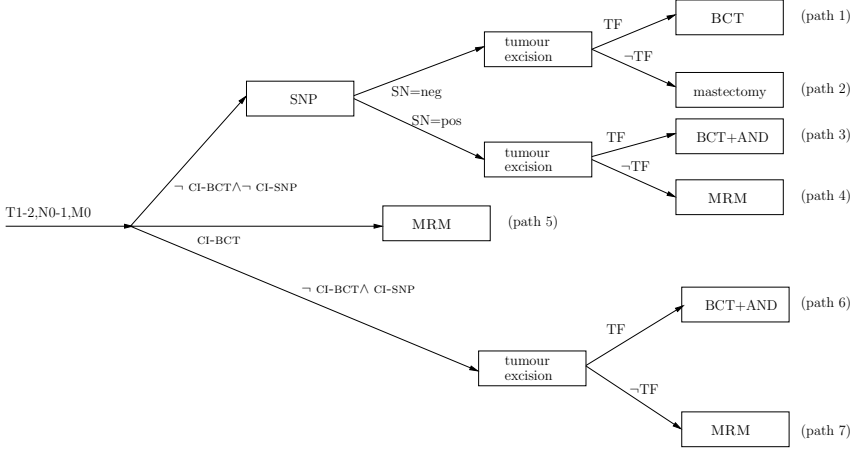 TF
BCT
(path 1)
tumour
excision
¬TF
mastectomy
(path 2)
SNP
SN=neg
SN=pos
TF
BCT+AND
(path 3)
tumour
excision
¬TF
MRM
(path 4)
¬ CI-BCT∧¬ CI-SNP
T1-2,N0-1,M0
MRM
(path 5)
CI-BCT
¬ CI-BCT∧ CI-SNP
TF
BCT+AND
(path 6)
tumour
excision
¬TF
MRM
(path 7)